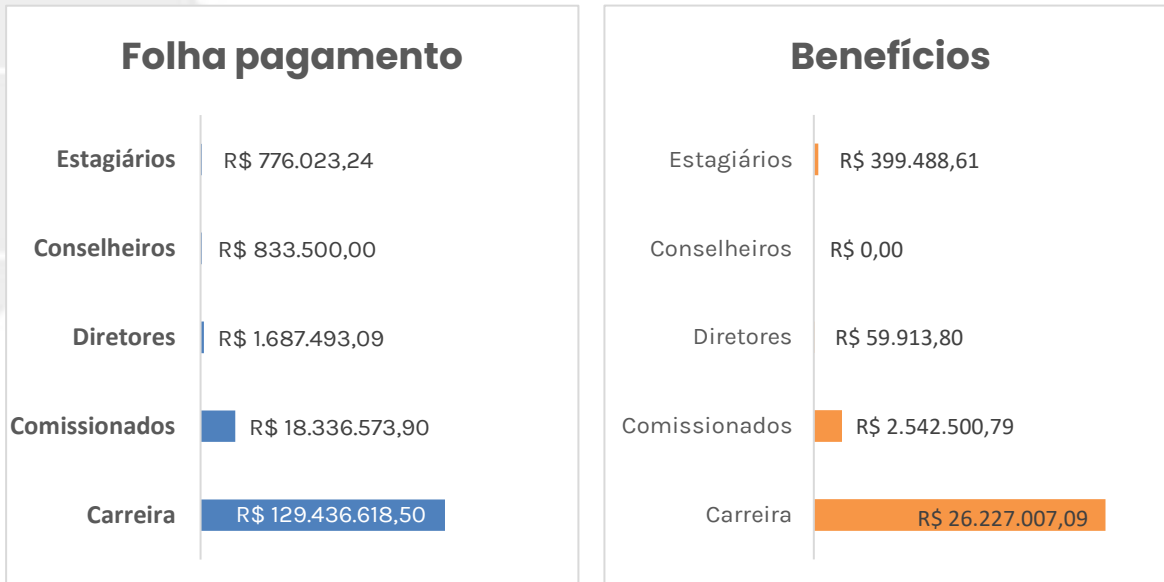 Folha pagamento
Estagiários R$ 776.023,24
Conselheiros R$ 833.500,00
Diretores R$ 1.687.493,09
Comissionados R$ 18.336.573,90
Carreira R$ 129.436.618,50
Benefícios
Estagiários R$ 399.488,61
Conselheiros R$ 0,00
Diretores R$ 59.913,80
Comissionados R$ 2.542.500,79
Carreira R$ 26.227.007,09